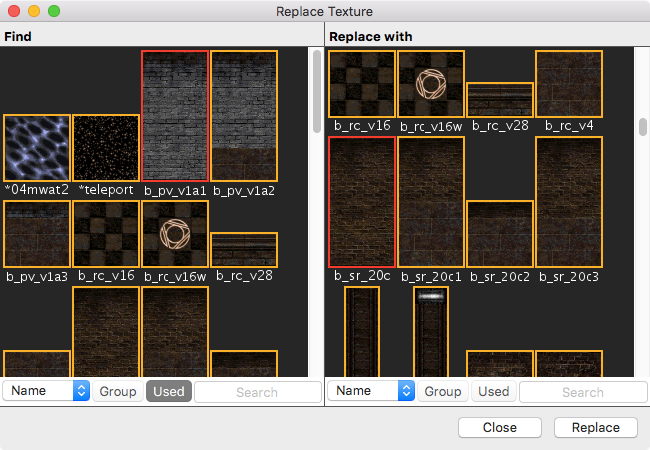 Replace Texture
Find
*04mwat2 *teleport b_pv_v1a1 b_pv_v1a2
b_pv_v1a3 b_rc_v16 b_rc_v16w b_rc_v28
Name Group Used Search
Replace with
b_rc_v16 b_rc_v16w b_rc_v28 b_rc_v4
b_sr_20c b_sr_20c1 b_sr_20c2 b_sr_20c3
Name Group Used Search
Close Replace